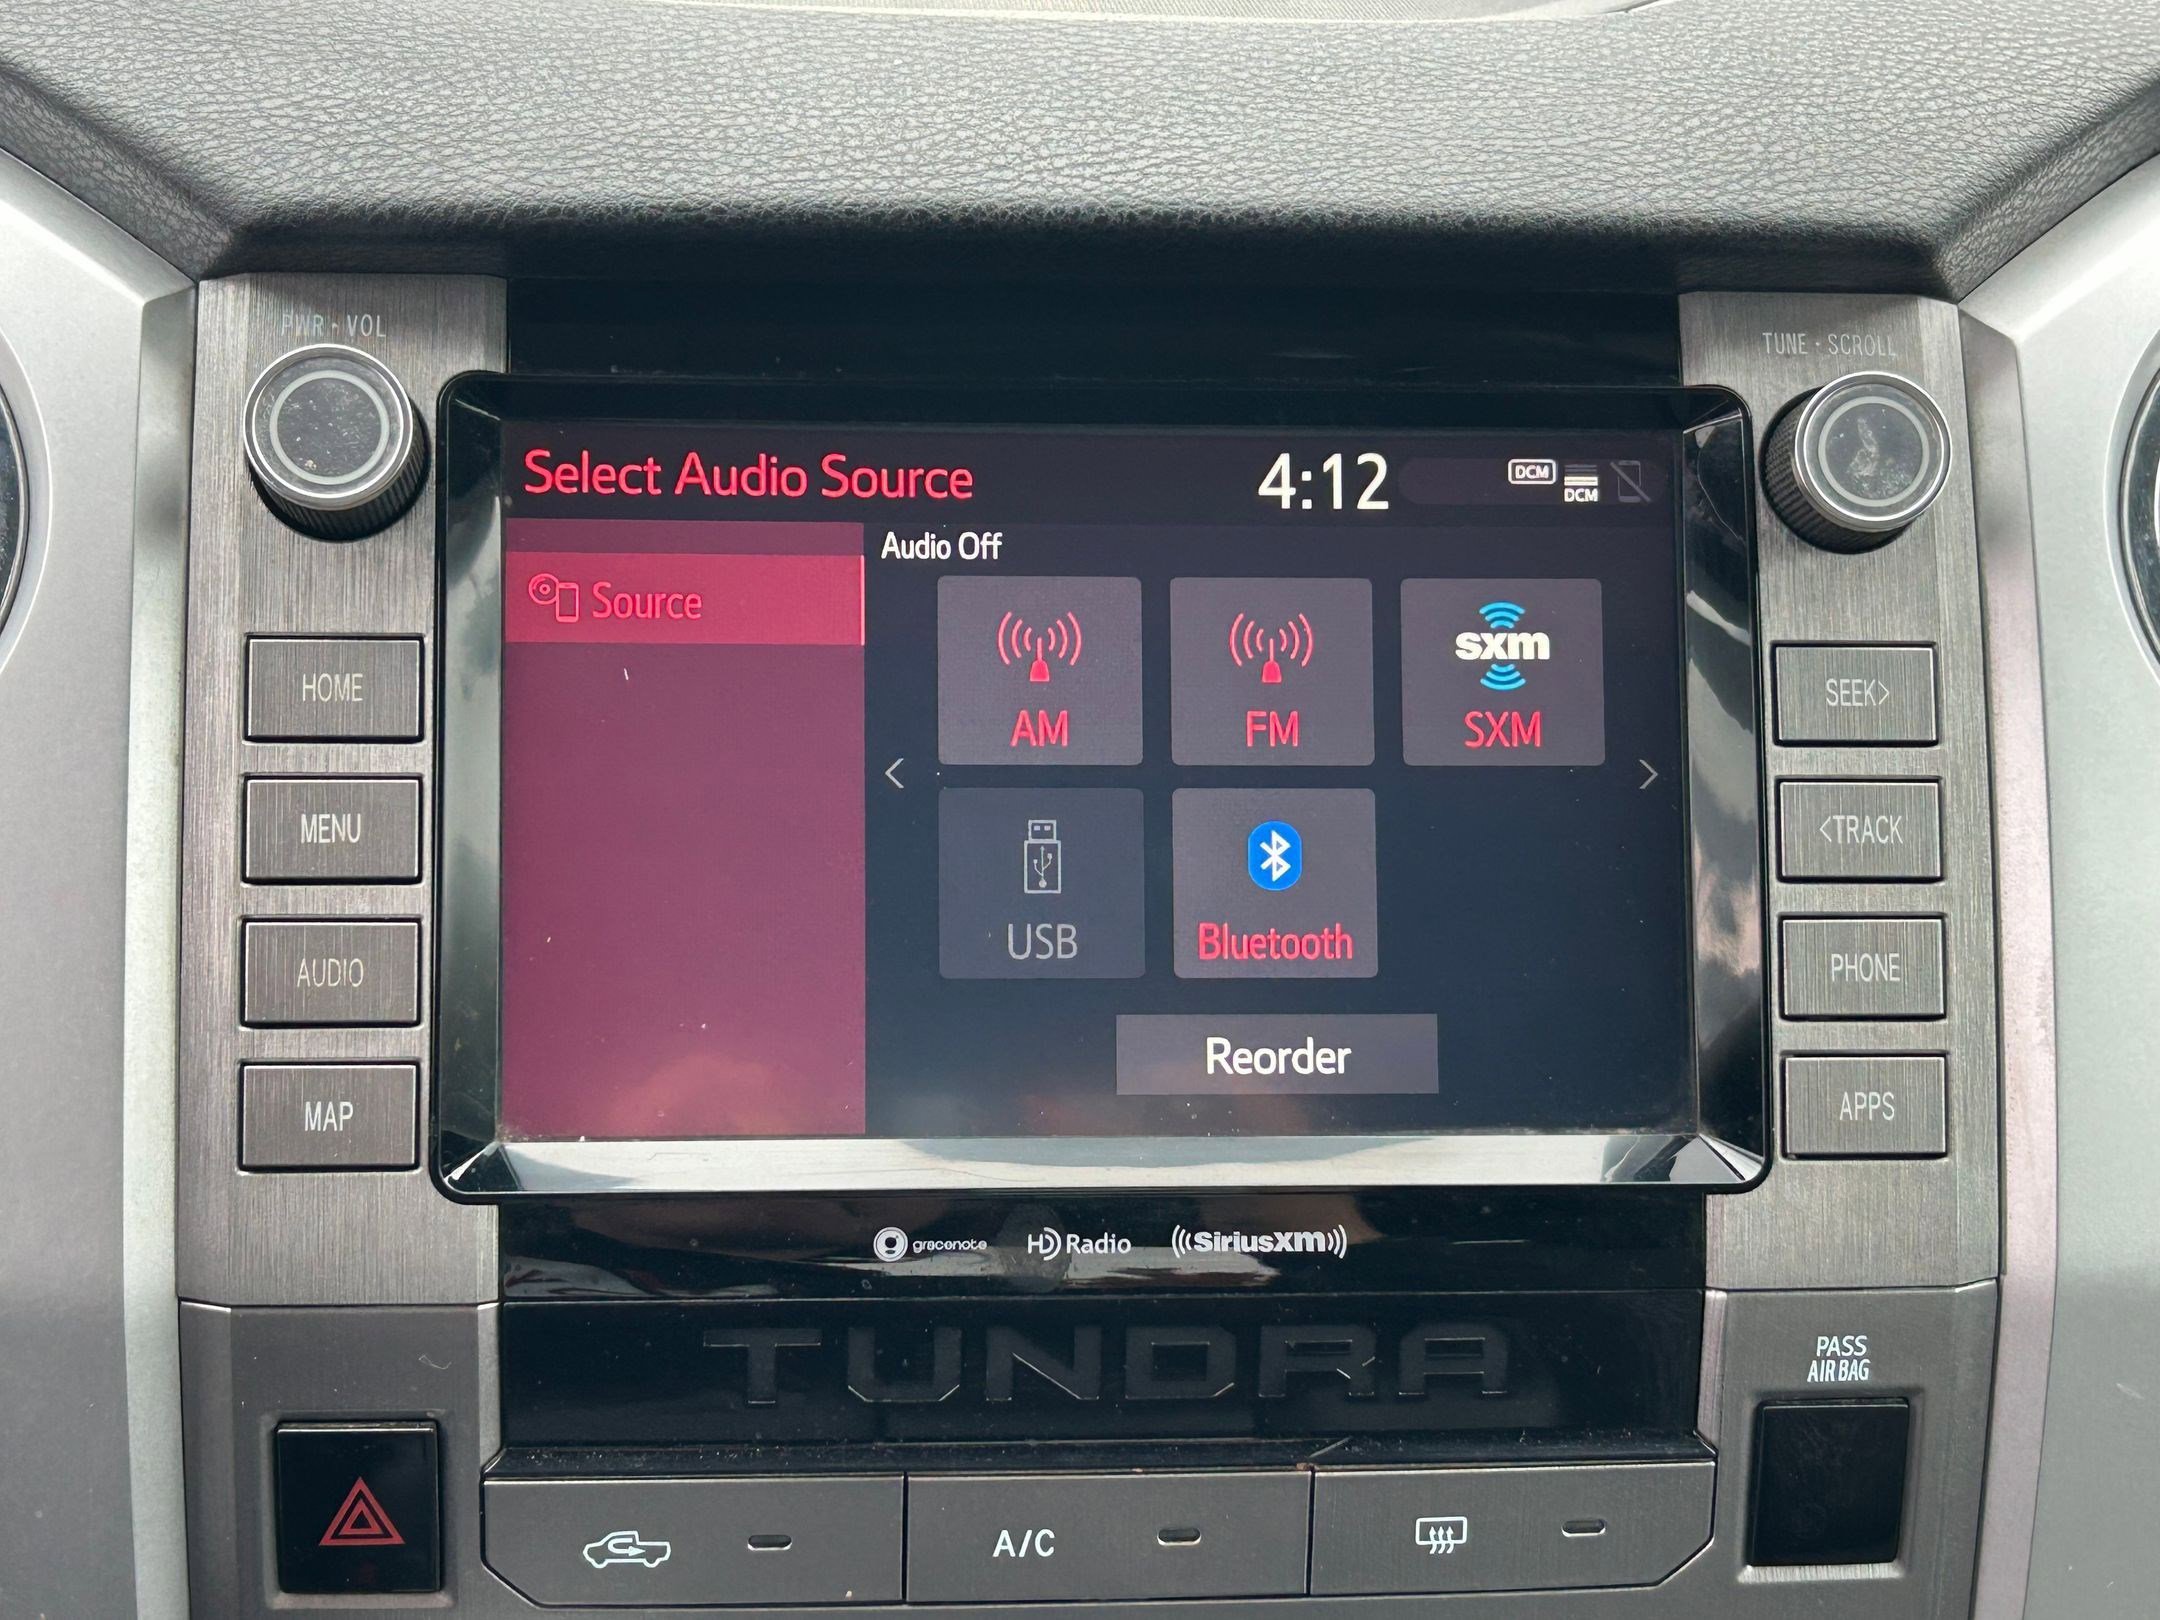 PWR · VOL
TUNE · SCROLL
Select Audio Source
4:12
DCM
DCM
Audio Off
Source
AM
FM
sxm
SXM
USB
Bluetooth
Reorder
HOME
MENU
AUDIO
MAP
SEEK>
<TRACK
PHONE
APPS
gracenote
HD Radio
SiriusXM
TUNDRA
PASS
AIR BAG
A/C